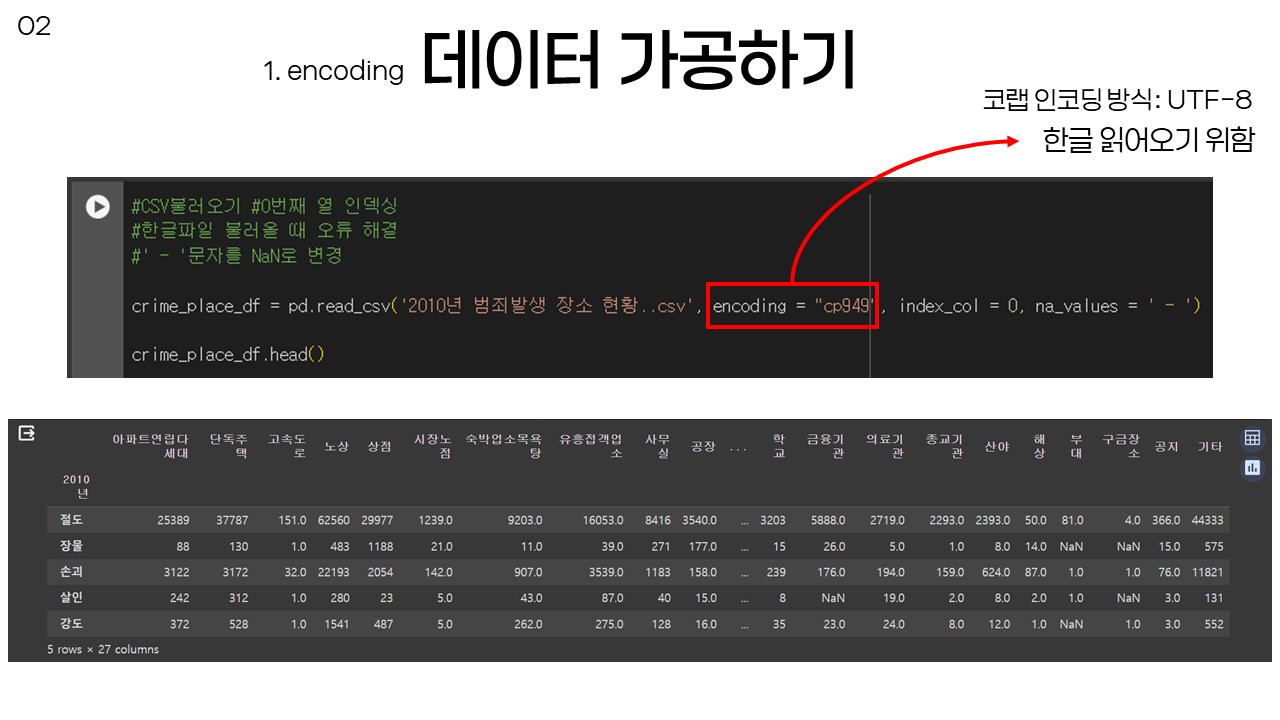 02
1. encoding 데이터 가공하기
코랩 인코딩 방식: UTF-8
한글 읽어오기 위함
#CSV불러오기 #0번째 열 인덱싱
#한글파일 불러올 때 오류 해결
#' - '문자를 NaN로 변경
crime_place_df = pd.read_csv('2010년 범죄발생 장소 현황..csv', encoding = "cp949", index_col = 0, na_values = ' - ')
crime_place_df.head()
아파트연립다세대 단독주택 고속도로 노상 상점 시장노점 숙박업소목욕탕 유흥접객업소 사무실 공장 ... 학교 금융기관 의료기관 종교기관 산야 해상 부대 구금장소 공지 기타
2010년
절도 25389 37787 151.0 62560 29977 1239.0 9203.0 16053.0 8416 3540.0 ... 3203 5888.0 2719.0 2293.0 2393.0 50.0 81.0 4.0 366.0 44333
장물 88 130 1.0 483 1188 21.0 11.0 39.0 271 177.0 ... 15 26.0 5.0 1.0 8.0 14.0 NaN NaN 15.0 575
손괴 3122 3172 32.0 22193 2054 142.0 907.0 3539.0 1183 158.0 ... 239 176.0 194.0 159.0 624.0 87.0 1.0 1.0 76.0 11821
살인 242 312 1.0 280 23 5.0 43.0 87.0 40 15.0 ... 8 NaN 19.0 2.0 8.0 2.0 1.0 NaN 3.0 131
강도 372 528 1.0 1541 487 5.0 262.0 275.0 128 16.0 ... 35 23.0 24.0 8.0 12.0 1.0 NaN 1.0 3.0 552
5 rows × 27 columns